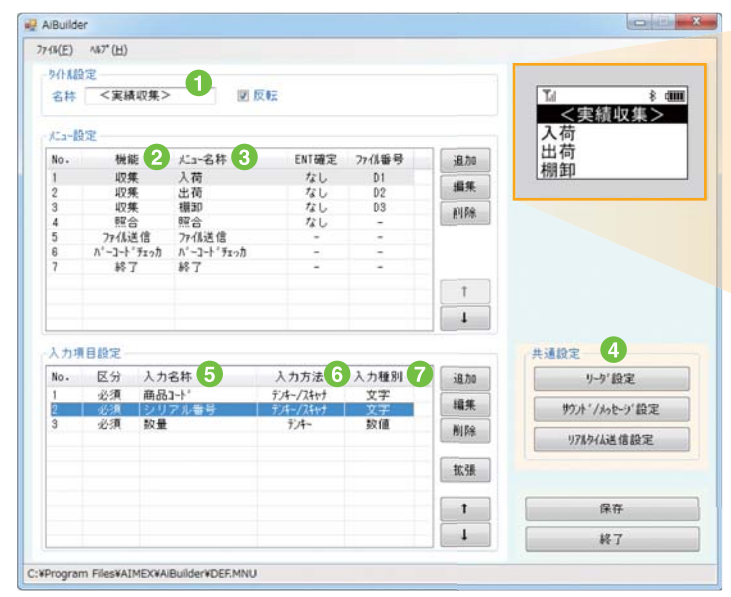 AiBuilder
ﾌｧｲﾙ(F) ﾍﾙﾌﾟ(H)
ﾀｲﾄﾙ設定
1
名称 <実績収集> 反転
ﾒﾆｭｰ設定
No. 機能 2 ﾒﾆｭｰ名称 3 ENT確定 ﾌｧｲﾙ番号
1 収集 入荷 なし D1
2 収集 出荷 なし D2
3 収集 棚卸 なし D3
4 照合 照合 なし -
5 ﾌｧｲﾙ送信 ﾌｧｲﾙ送信 - -
6 ﾊﾞｰｺｰﾄﾞﾁｪｯｶ ﾊﾞｰｺｰﾄﾞﾁｪｯｶ - -
7 終了 終了 - -
追加
編集
削除
↑
↓
入力項目設定
No. 区分 入力名称 5 入力方法 6 入力種別 7
1 必須 商品ｺｰﾄﾞ ﾃﾝｷｰ/ｽｷｬﾅ 文字
2 必須 シリアル番号 ﾃﾝｷｰ/ｽｷｬﾅ 文字
3 必須 数量 ﾃﾝｷｰ 数値
追加
編集
削除
拡張
↑
↓
<実績収集>
入荷
出荷
棚卸
共通設定 4
ﾘｰﾀﾞ設定
ｻｳﾝﾄﾞ/ﾒｯｾｰｼﾞ設定
ﾘｱﾙﾀｲﾑ送信設定
保存
終了
C:¥Program Files¥AIMEX¥AiBuilder¥DEF.MNU